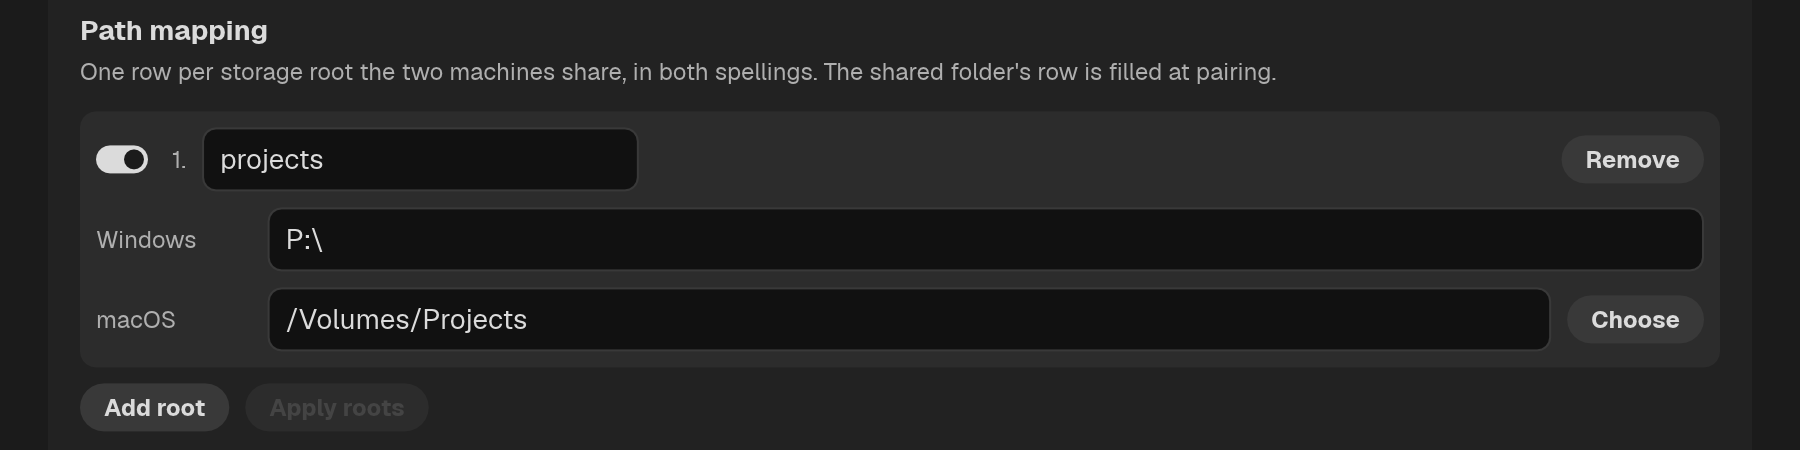 Path mapping
One row per storage root the two machines share, in both spellings. The shared folder's row is filled at pairing.
1. projects Remove
Windows P:\
macOS /Volumes/Projects Choose
Add root Apply roots